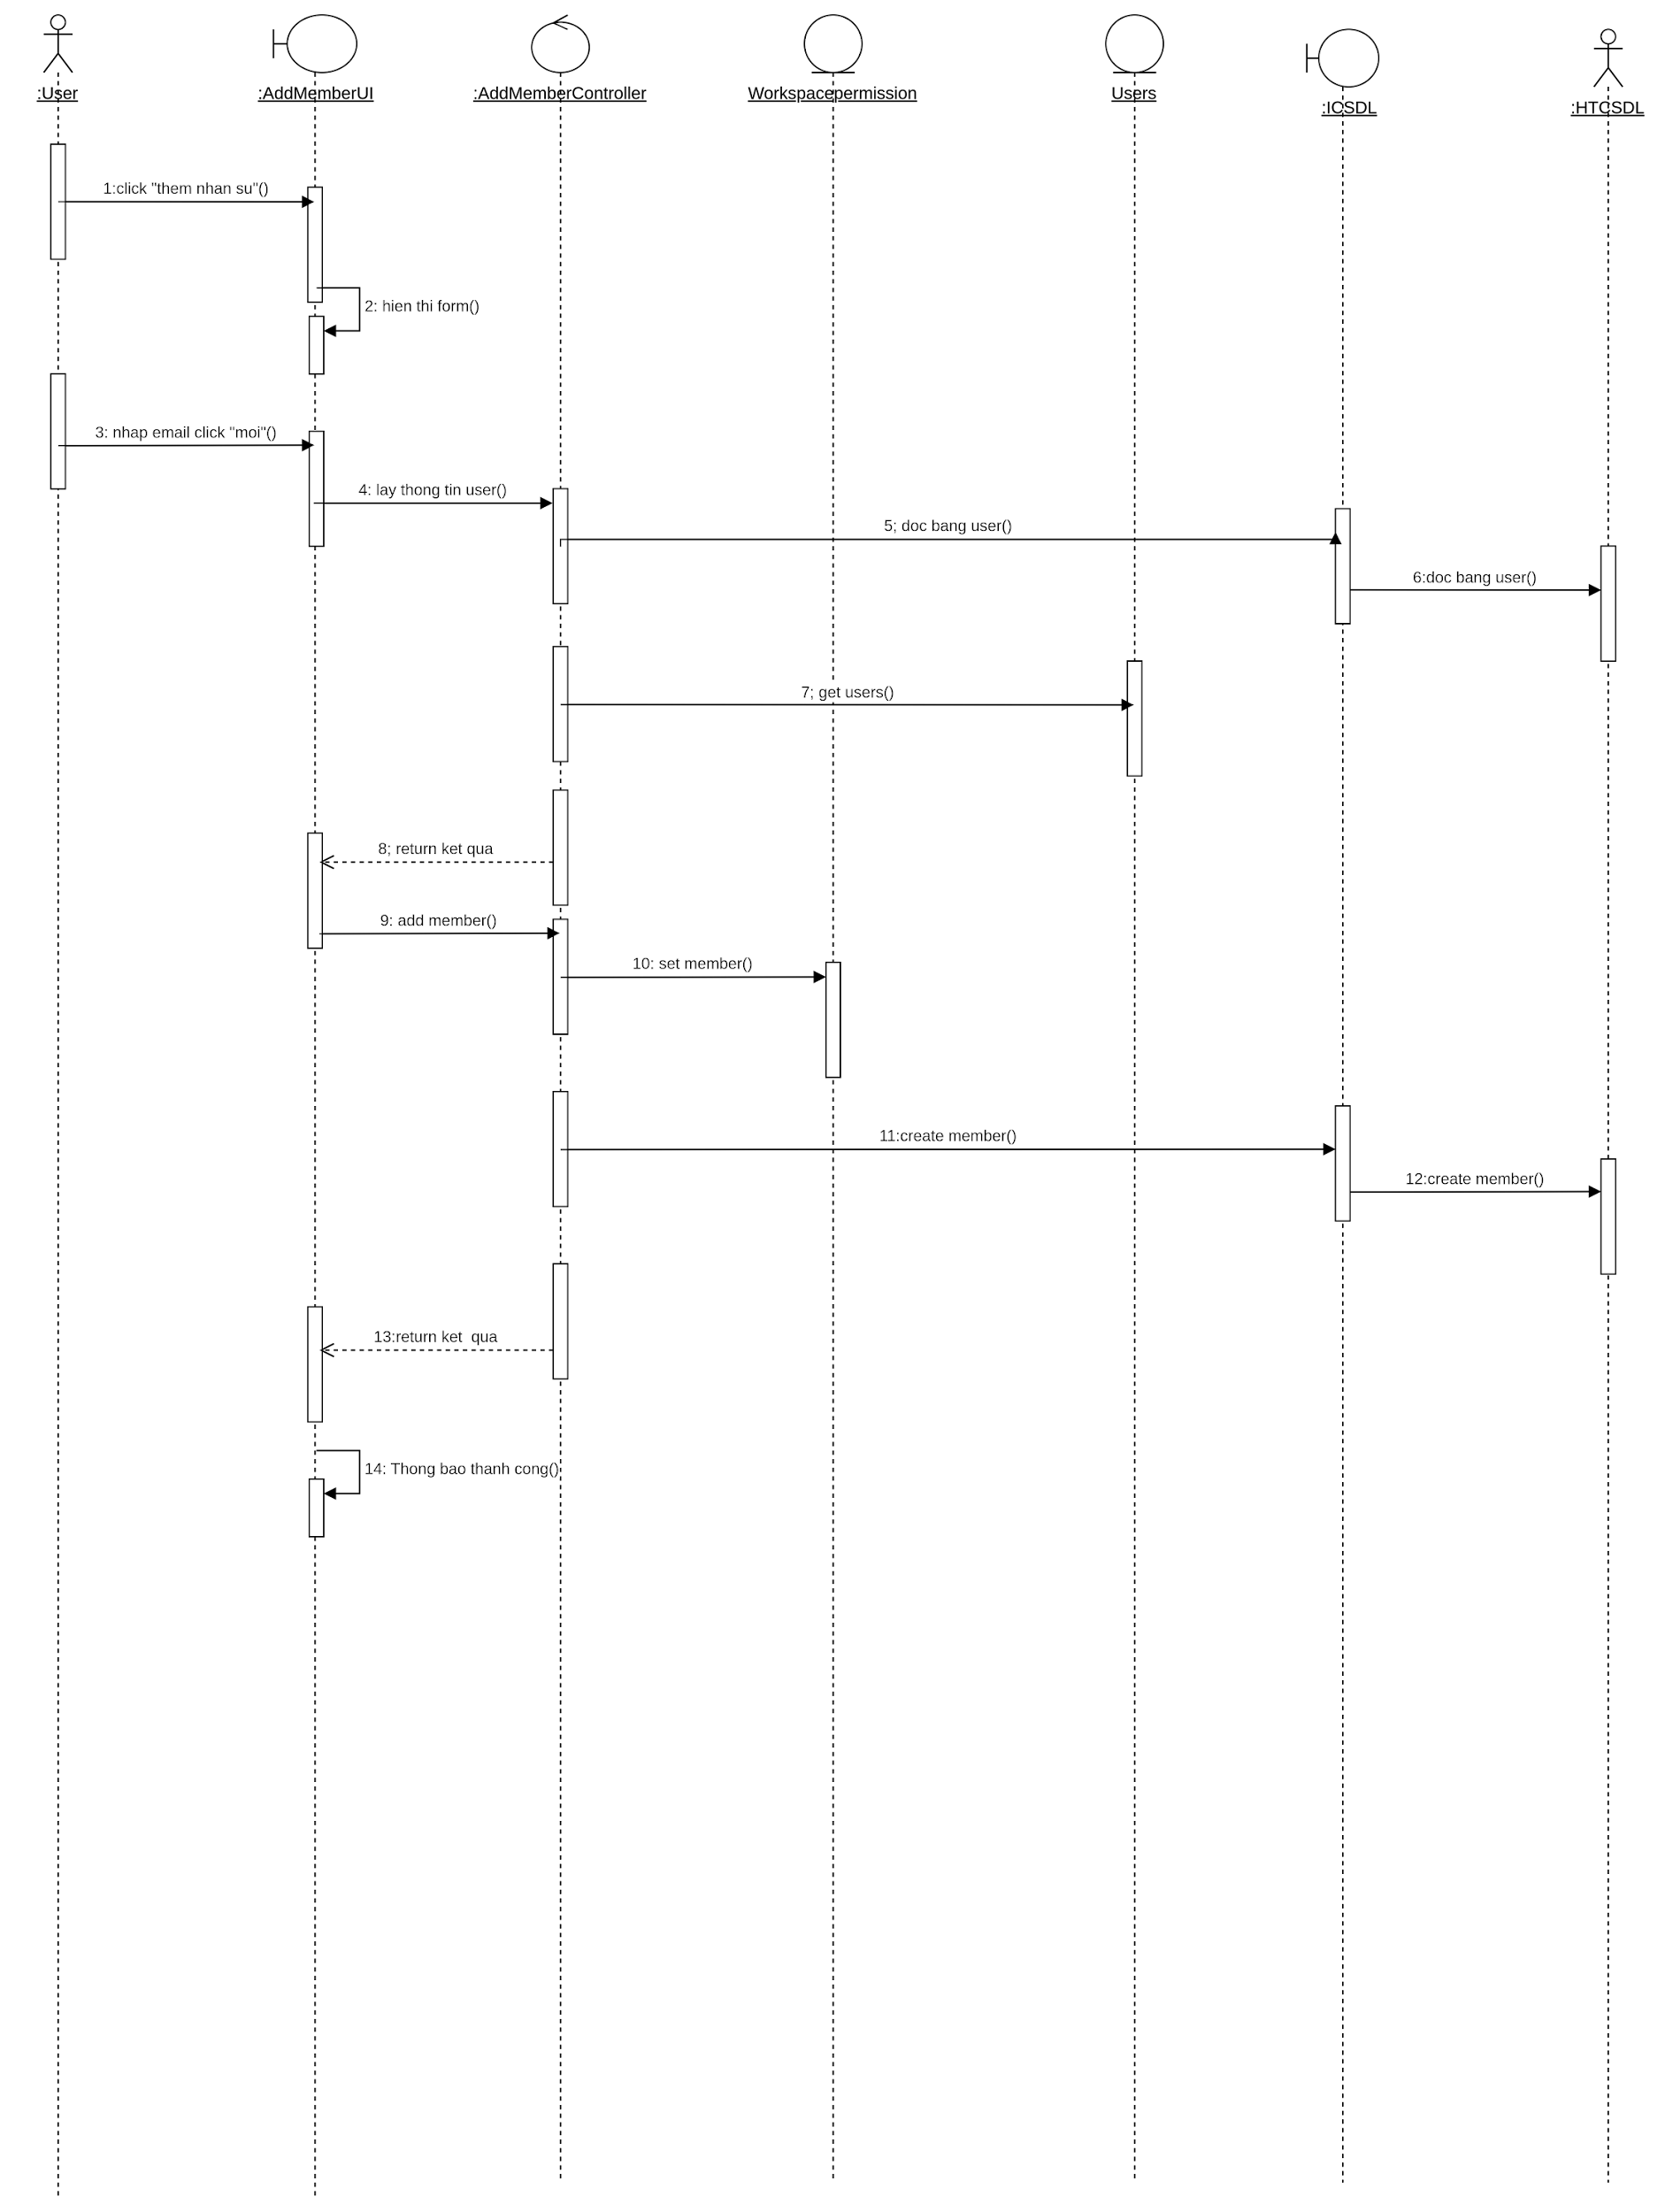 :User
:AddMemberUI
:AddMemberController
Workspacepermission
Users
:ICSDL
:HTCSDL
1:click "them nhan su"()
2: hien thi form()
3: nhap email click "moi"()
4: lay thong tin user()
5; doc bang user()
6:doc bang user()
7; get users()
8; return ket qua
9: add member()
10: set member()
11:create member()
12:create member()
13:return ket  qua
14: Thong bao thanh cong()